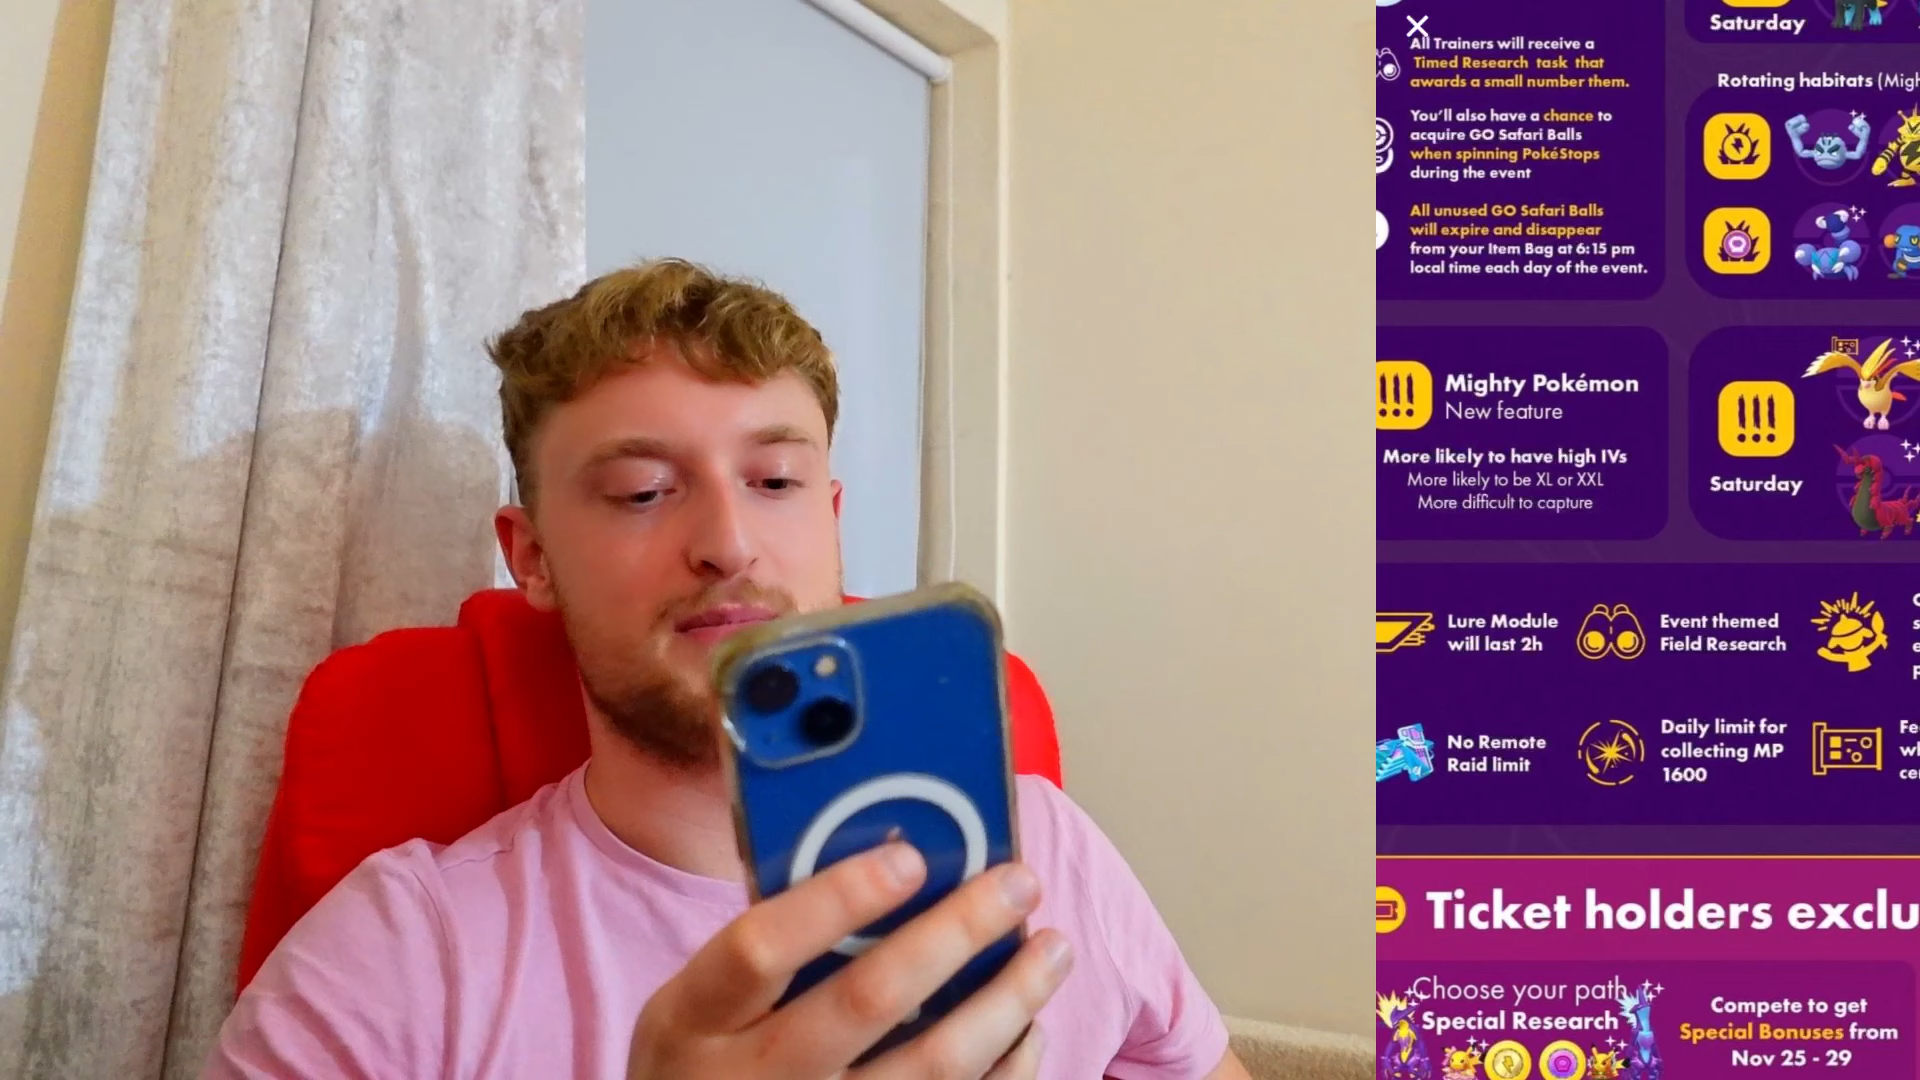 All Trainers will receive a
Timed Research task that
awards a small number them.
You'll also have a chance to
acquire GO Safari Balls
when spinning PokéStops
during the event
All unused GO Safari Balls
will expire and disappear
from your Item Bag at 6:15 pm
local time each day of the event.
Saturday
Rotating habitats (Migh
Mighty Pokémon
New feature
More likely to have high IVs
More likely to be XL or XXL
More difficult to capture
Saturday
Lure Module
will last 2h
Event themed
Field Research
No Remote
Raid limit
Daily limit for
collecting MP
1600
Ticket holders exclu
Choose your path
Special Research
Compete to get
Special Bonuses from
Nov 25 - 29